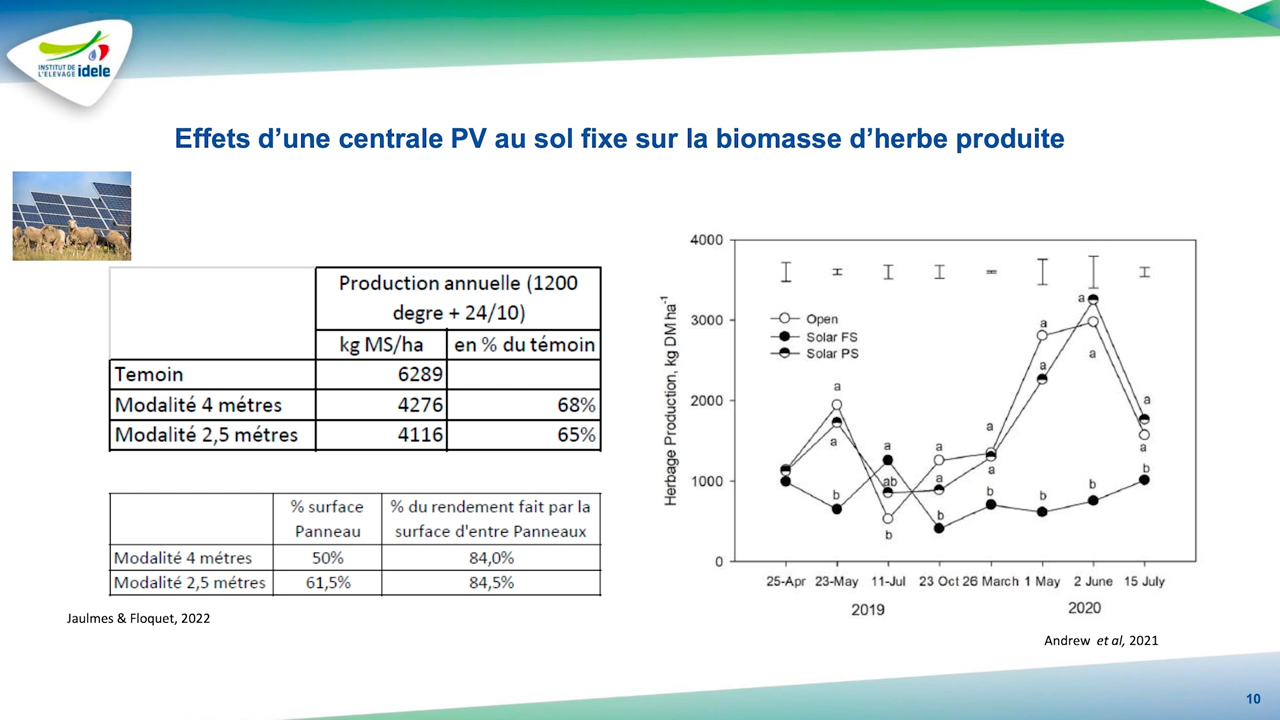 INSTITUT DE
L'ELEVAGE idele
Effets d'une centrale PV au sol fixe sur la biomasse d'herbe produite
Production annuelle (1200
degre + 24/10)
kg MS/ha en % du témoin
Temoin 6289
Modalité 4 métres 4276 68%
Modalité 2,5 métres 4116 65%
% surface
Panneau
% du rendement fait par la
surface d'entre Panneaux
Modalité 4 métres 50% 84,0%
Modalité 2,5 métres 61,5% 84,5%
Jaulmes & Floquet, 2022
Herbage Production, kg DM ha-1
4000
3000
2000
1000
0
Open
Solar FS
Solar PS
a
a
b
a
ab
b
a
a
b
a
a
b
a
a
b
a
a
b
a
a
b
25-Apr 23-May 11-Jul 23 Oct 26 March 1 May 2 June 15 July
2019 2020
Andrew et al, 2021
10